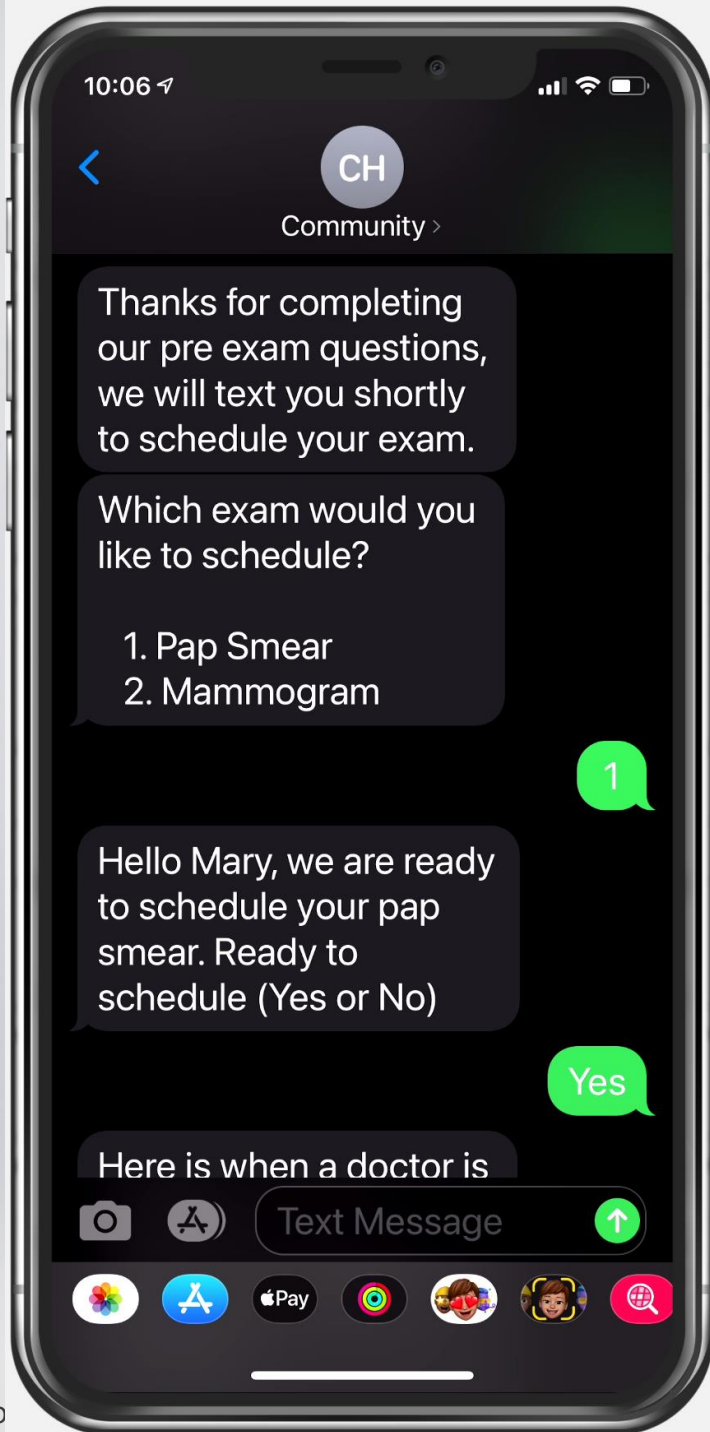 10:06
CH
Community
Thanks for completing
our pre exam questions,
we will text you shortly
to schedule your exam.
Which exam would you
like to schedule?
1. Pap Smear
2. Mammogram
1
Hello Mary, we are ready
to schedule your pap
smear. Ready to
schedule (Yes or No)
Yes
Here is when a doctor is
Text Message
Pay